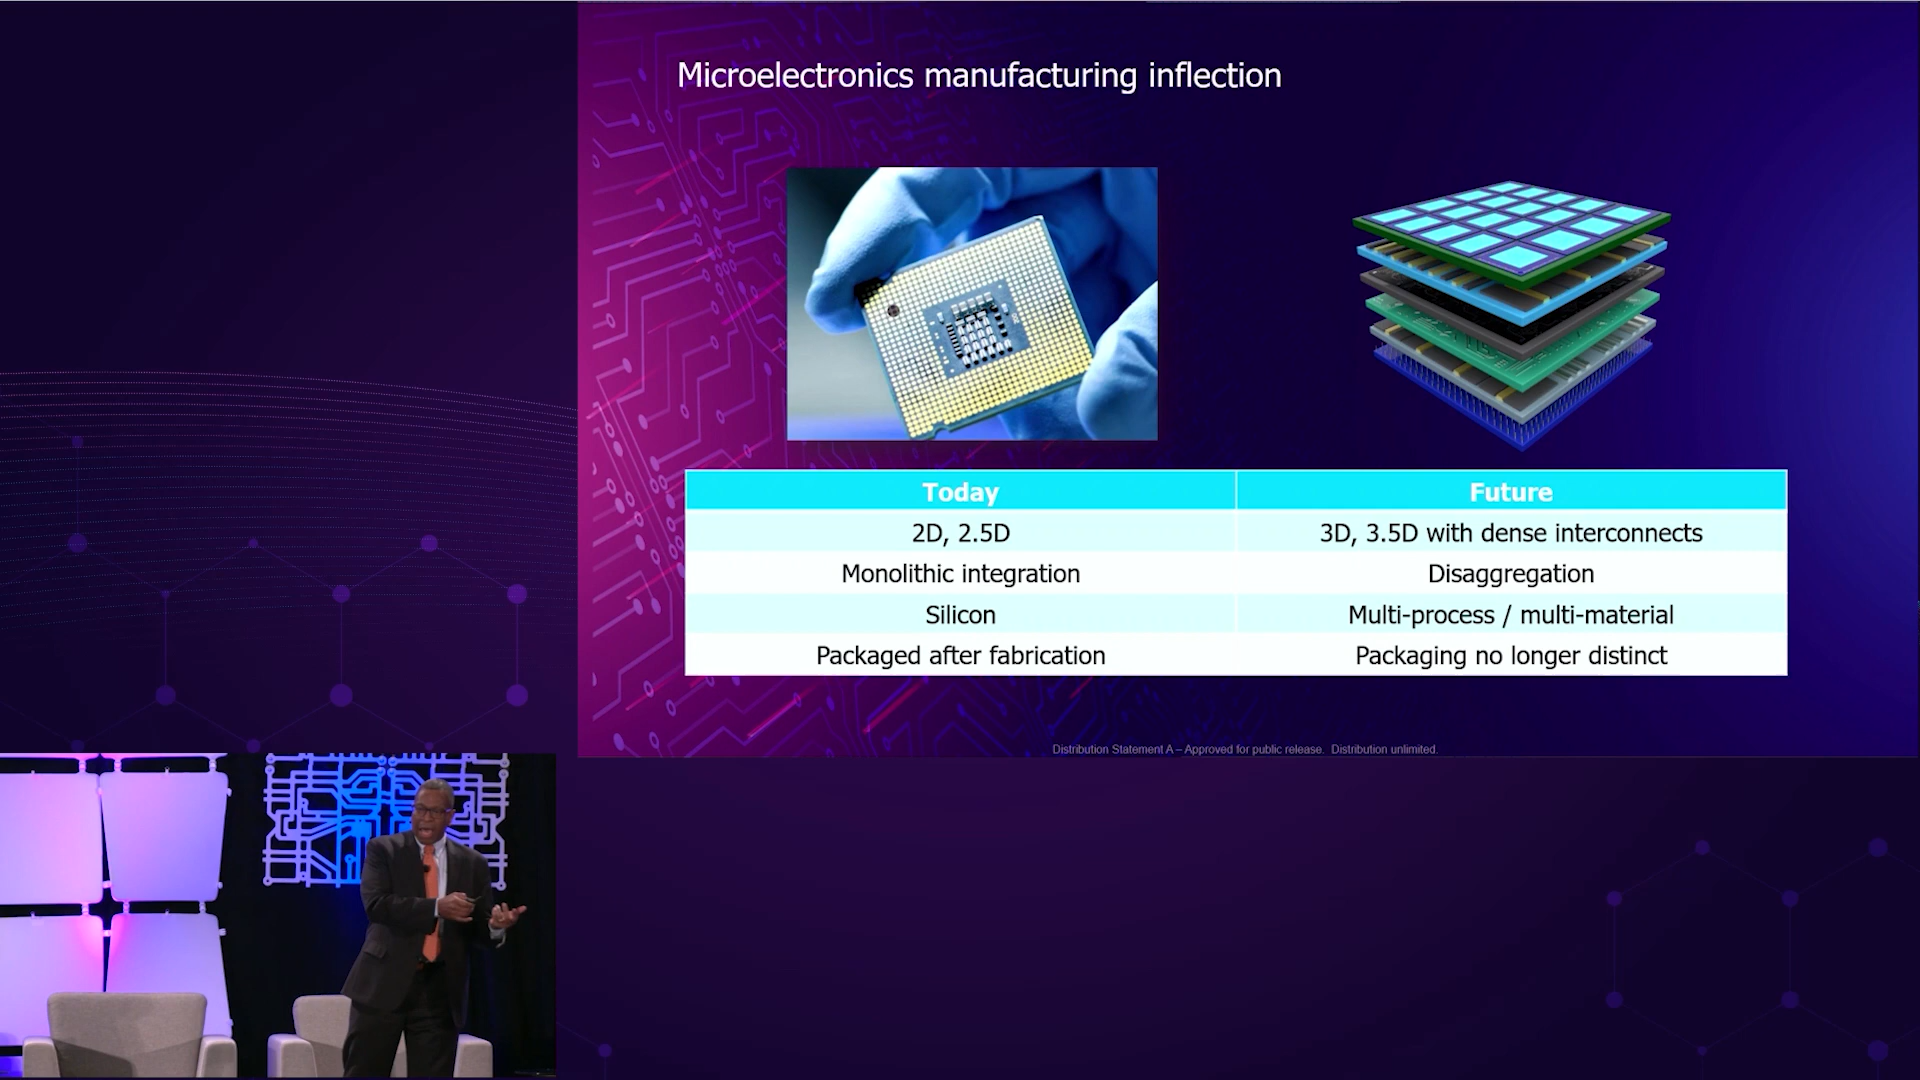 Microelectronics manufacturing inflection
Today Future
2D, 2.5D 3D, 3.5D with dense interconnects
Monolithic integration Disaggregation
Silicon Multi-process / multi-material
Packaged after fabrication Packaging no longer distinct
Distribution Statement A – Approved for public release. Distribution unlimited.